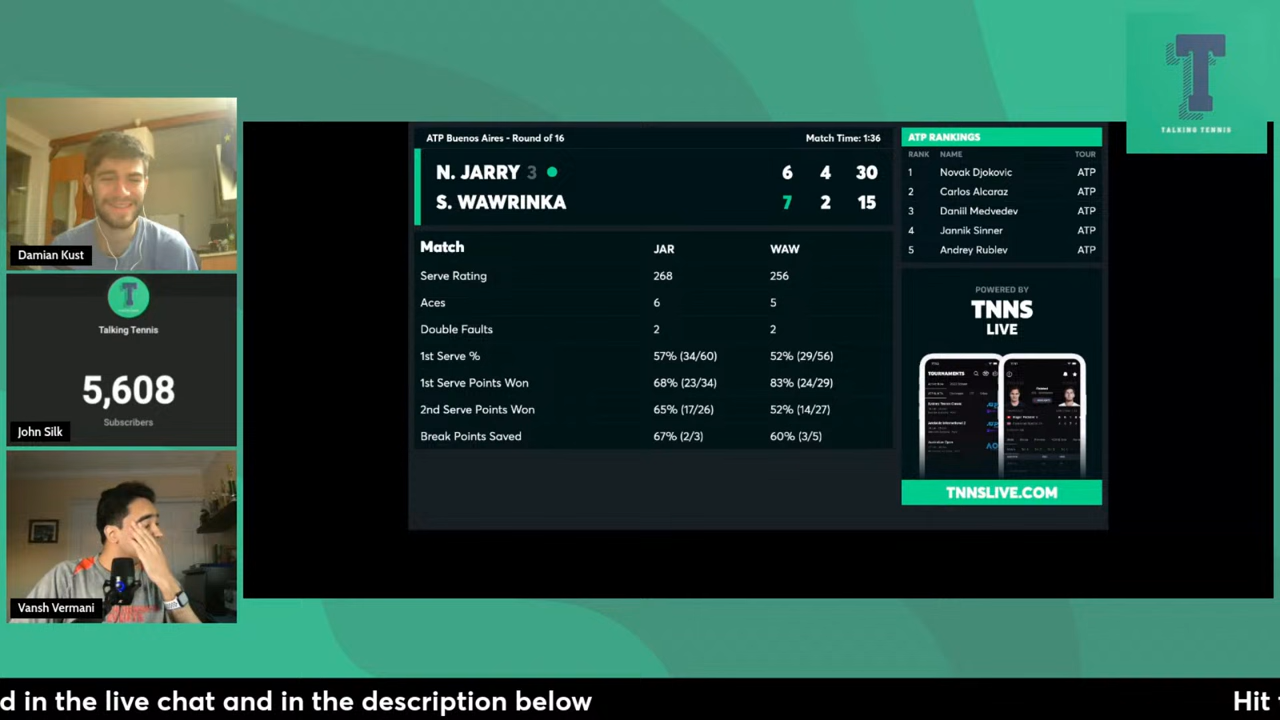 T
TALKING TENNIS
Damian Kust
T
Talking Tennis
5,608
Subscribers
John Silk
Vansh Vermani
ATP Buenos Aires - Round of 16 Match Time: 1:36
N. JARRY 3 6 4 30
S. WAWRINKA 7 2 15
Match JAR WAW
Serve Rating 268 256
Aces 6 5
Double Faults 2 2
1st Serve % 57% (34/60) 52% (29/56)
1st Serve Points Won 68% (23/34) 83% (24/29)
2nd Serve Points Won 65% (17/26) 52% (14/27)
Break Points Saved 67% (2/3) 60% (3/5)
ATP RANKINGS
RANK NAME TOUR
1 Novak Djokovic ATP
2 Carlos Alcaraz ATP
3 Daniil Medvedev ATP
4 Jannik Sinner ATP
5 Andrey Rublev ATP
POWERED BY
TNNS
LIVE
TOURNAMENTS
TNNSLIVE.COM
d in the live chat and in the description below Hit